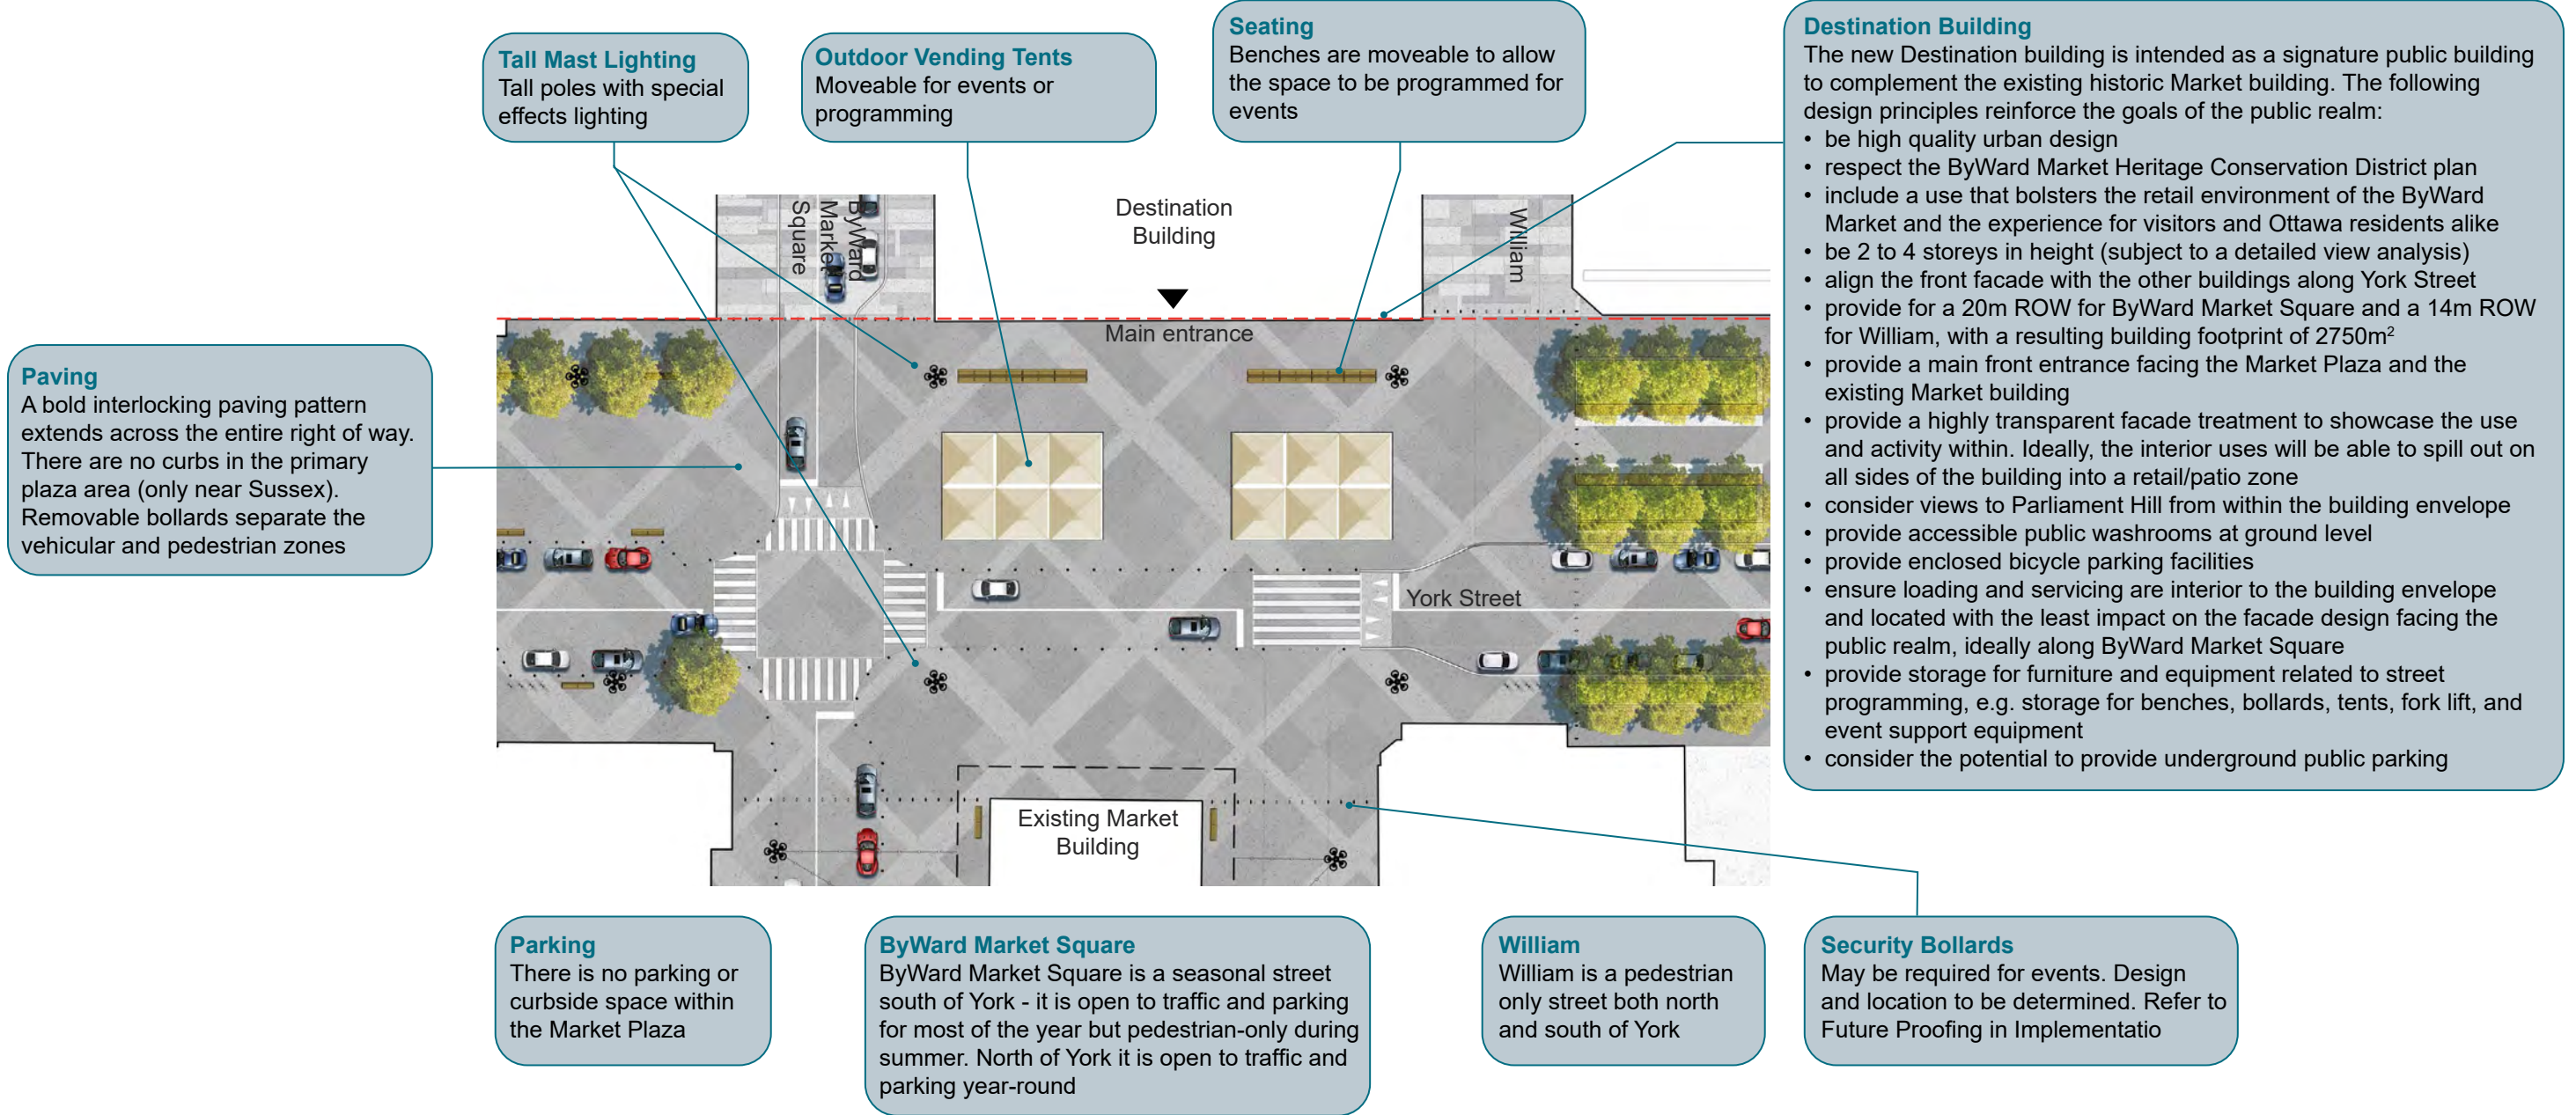 Tall Mast Lighting
Tall poles with special
effects lighting
Outdoor Vending Tents
Moveable for events or
programming
Seating
Benches are moveable to allow
the space to be programmed for
events
Destination Building
The new Destination building is intended as a signature public building
to complement the existing historic Market building. The following
design principles reinforce the goals of the public realm:
• be high quality urban design
• respect the ByWard Market Heritage Conservation District plan
• include a use that bolsters the retail environment of the ByWard
Market and the experience for visitors and Ottawa residents alike
• be 2 to 4 storeys in height (subject to a detailed view analysis)
• align the front facade with the other buildings along York Street
• provide for a 20m ROW for ByWard Market Square and a 14m ROW
for William, with a resulting building footprint of 2750m²
• provide a main front entrance facing the Market Plaza and the
existing Market building
• provide a highly transparent facade treatment to showcase the use
and activity within. Ideally, the interior uses will be able to spill out on
all sides of the building into a retail/patio zone
• consider views to Parliament Hill from within the building envelope
• provide accessible public washrooms at ground level
• provide enclosed bicycle parking facilities
• ensure loading and servicing are interior to the building envelope
and located with the least impact on the facade design facing the
public realm, ideally along ByWard Market Square
• provide storage for furniture and equipment related to street
programming, e.g. storage for benches, bollards, tents, fork lift, and
event support equipment
• consider the potential to provide underground public parking
ByWard
Market
Square
Destination
Building
William
Main entrance
Paving
A bold interlocking paving pattern
extends across the entire right of way.
There are no curbs in the primary
plaza area (only near Sussex).
Removable bollards separate the
vehicular and pedestrian zones
York Street
Existing Market
Building
Parking
There is no parking or
curbside space within
the Market Plaza
ByWard Market Square
ByWard Market Square is a seasonal street
south of York - it is open to traffic and parking
for most of the year but pedestrian-only during
summer. North of York it is open to traffic and
parking year-round
William
William is a pedestrian
only street both north
and south of York
Security Bollards
May be required for events. Design
and location to be determined. Refer to
Future Proofing in Implementatio